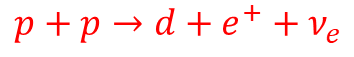 p + p → d + e⁺ + νₑ